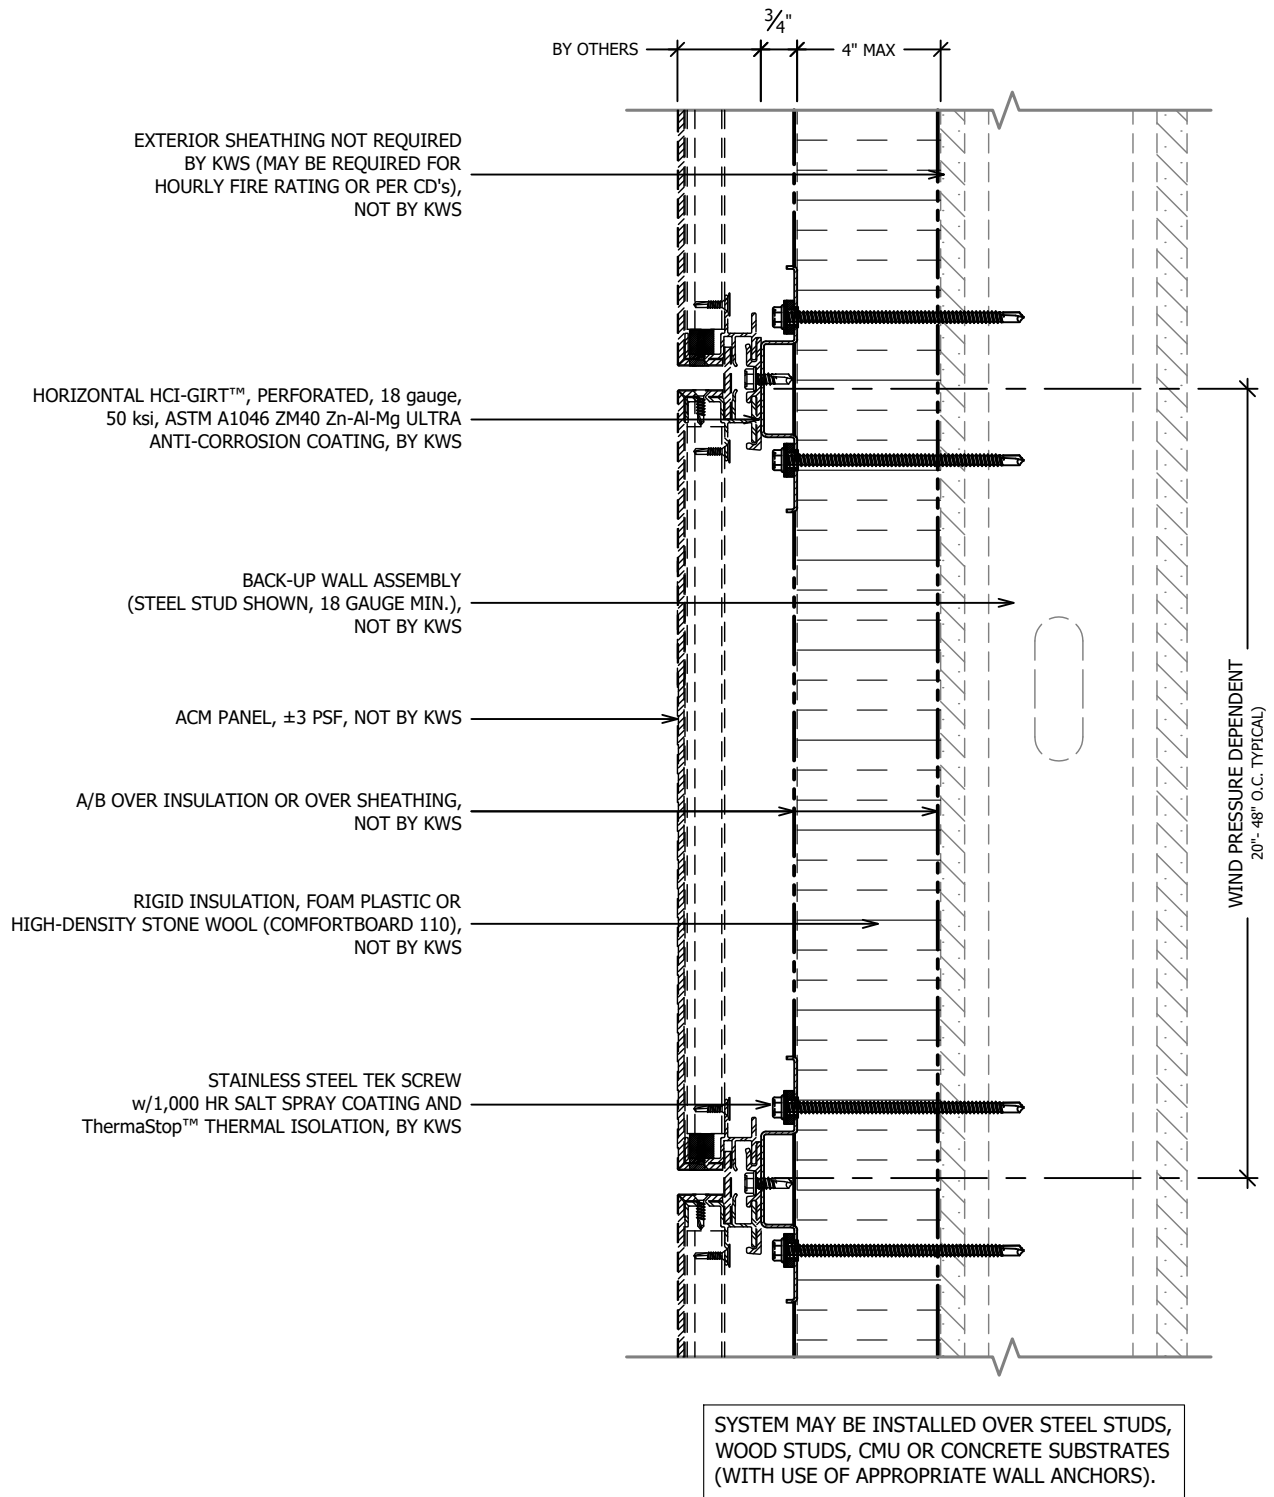 3/4"
BY OTHERS
4" MAX
EXTERIOR SHEATHING NOT REQUIRED
BY KWS (MAY BE REQUIRED FOR
HOURLY FIRE RATING OR PER CD's),
NOT BY KWS
HORIZONTAL HCI-GIRT™, PERFORATED, 18 gauge,
50 ksi, ASTM A1046 ZM40 Zn-Al-Mg ULTRA
ANTI-CORROSION COATING, BY KWS
BACK-UP WALL ASSEMBLY
(STEEL STUD SHOWN, 18 GAUGE MIN.),
NOT BY KWS
ACM PANEL, ±3 PSF, NOT BY KWS
A/B OVER INSULATION OR OVER SHEATHING,
NOT BY KWS
RIGID INSULATION, FOAM PLASTIC OR
HIGH-DENSITY STONE WOOL (COMFORTBOARD 110),
NOT BY KWS
STAINLESS STEEL TEK SCREW
w/1,000 HR SALT SPRAY COATING AND
ThermaStop™ THERMAL ISOLATION, BY KWS
WIND PRESSURE DEPENDENT
20"- 48" O.C. TYPICAL)
SYSTEM MAY BE INSTALLED OVER STEEL STUDS,
WOOD STUDS, CMU OR CONCRETE SUBSTRATES
(WITH USE OF APPROPRIATE WALL ANCHORS).